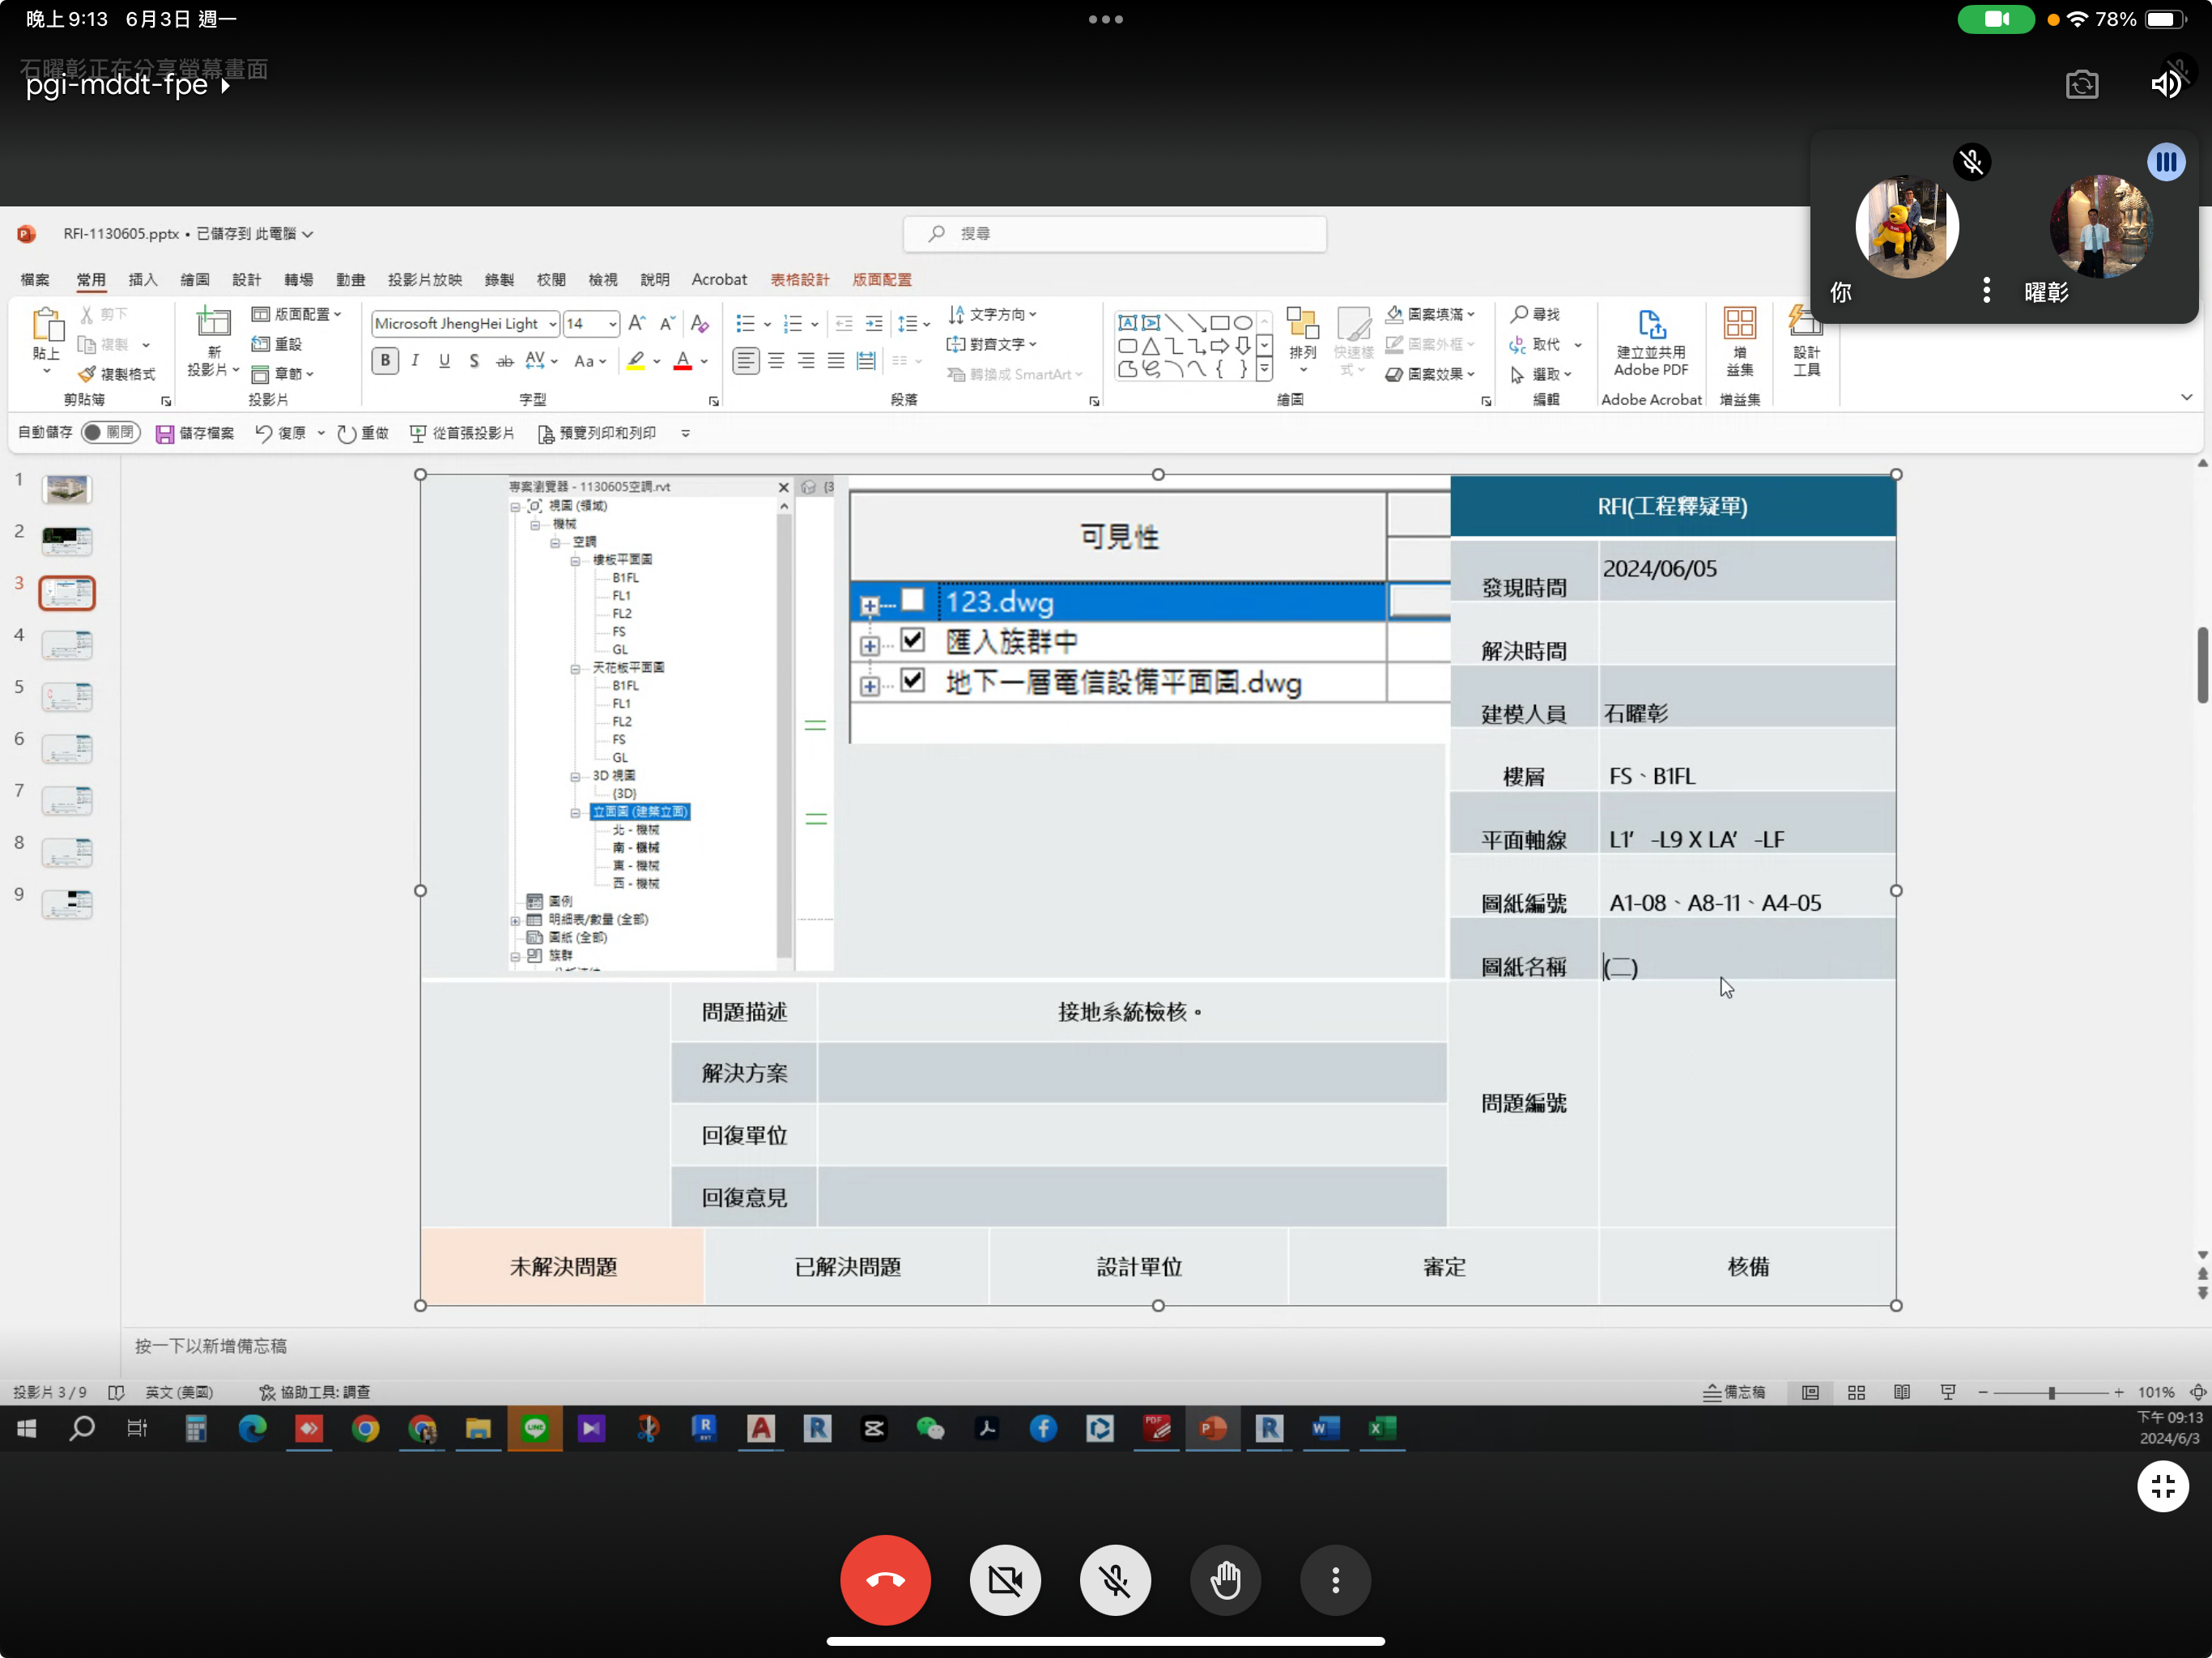 晚上9:13 6月3日 週一
78%
石曜彰正在分享螢幕畫面
pgi-mddt-fpe
你
曜彰
RFI-1130605.pptx • 已儲存到 此電腦
搜尋
檔案 常用 插入 繪圖 設計 轉場 動畫 投影片放映 錄製 校閱 檢視 說明 Acrobat 表格設計 版面配置
貼上
剪下
複製
複製格式
剪貼簿
新
投影片
版面配置
重設
章節
投影片
Microsoft JhengHei Light 14
字型
文字方向
對齊文字
轉換成 SmartArt
段落
排列
快速樣
式
圖案填滿
圖案外框
圖案效果
繪圖
尋找
取代
選取
編輯
建立並共用
Adobe PDF
Adobe Acrobat
增
益集
增益集
設計
工具
自動儲存 關閉 儲存檔案 復原 重做 從首張投影片 預覽列印和列印
1
2
3
4
5
6
7
8
9
專案瀏覽器 - 1130605空調.rvt
視圖 (領域)
機械
空調
樓板平面圖
B1FL
FL1
FL2
FS
GL
天花板平面圖
B1FL
FL1
FL2
FS
GL
3D 視圖
{3D}
立面圖 (建築立面)
北 - 機械
南 - 機械
東 - 機械
西 - 機械
圖例
明細表/數量 (全部)
圖紙 (全部)
族群
可見性
123.dwg
匯入族群中
地下一層電信設備平面圖.dwg
RFI(工程釋疑單)
發現時間 2024/06/05
解決時間
建模人員 石曜彰
樓層 FS、B1FL
平面軸線 L1’ -L9 X LA’ -LF
圖紙編號 A1-08、A8-11、A4-05
圖紙名稱 (二)
問題編號
問題描述 接地系統檢核。
解決方案
回復單位
回復意見
未解決問題 已解決問題 設計單位 審定 核備
按一下以新增備忘稿
投影片 3 / 9 英文 (美國) 協助工具: 調查
備忘稿 101%
下午 09:13
2024/6/3